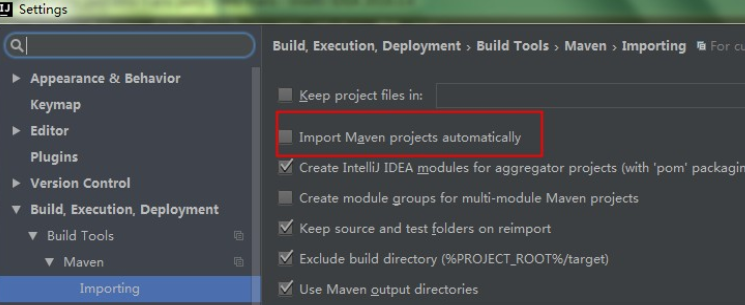 Settings
Appearance & Behavior
Keymap
Editor
Plugins
Version Control
Build, Execution, Deployment
Build Tools
Maven
Importing
Build, Execution, Deployment › Build Tools › Maven › Importing For cu
Keep project files in:
Import Maven projects automatically
Create IntelliJ IDEA modules for aggregator projects (with 'pom' packagin
Create module groups for multi-module Maven projects
Keep source and test folders on reimport
Exclude build directory (%PROJECT_ROOT%/target)
Use Maven output directories